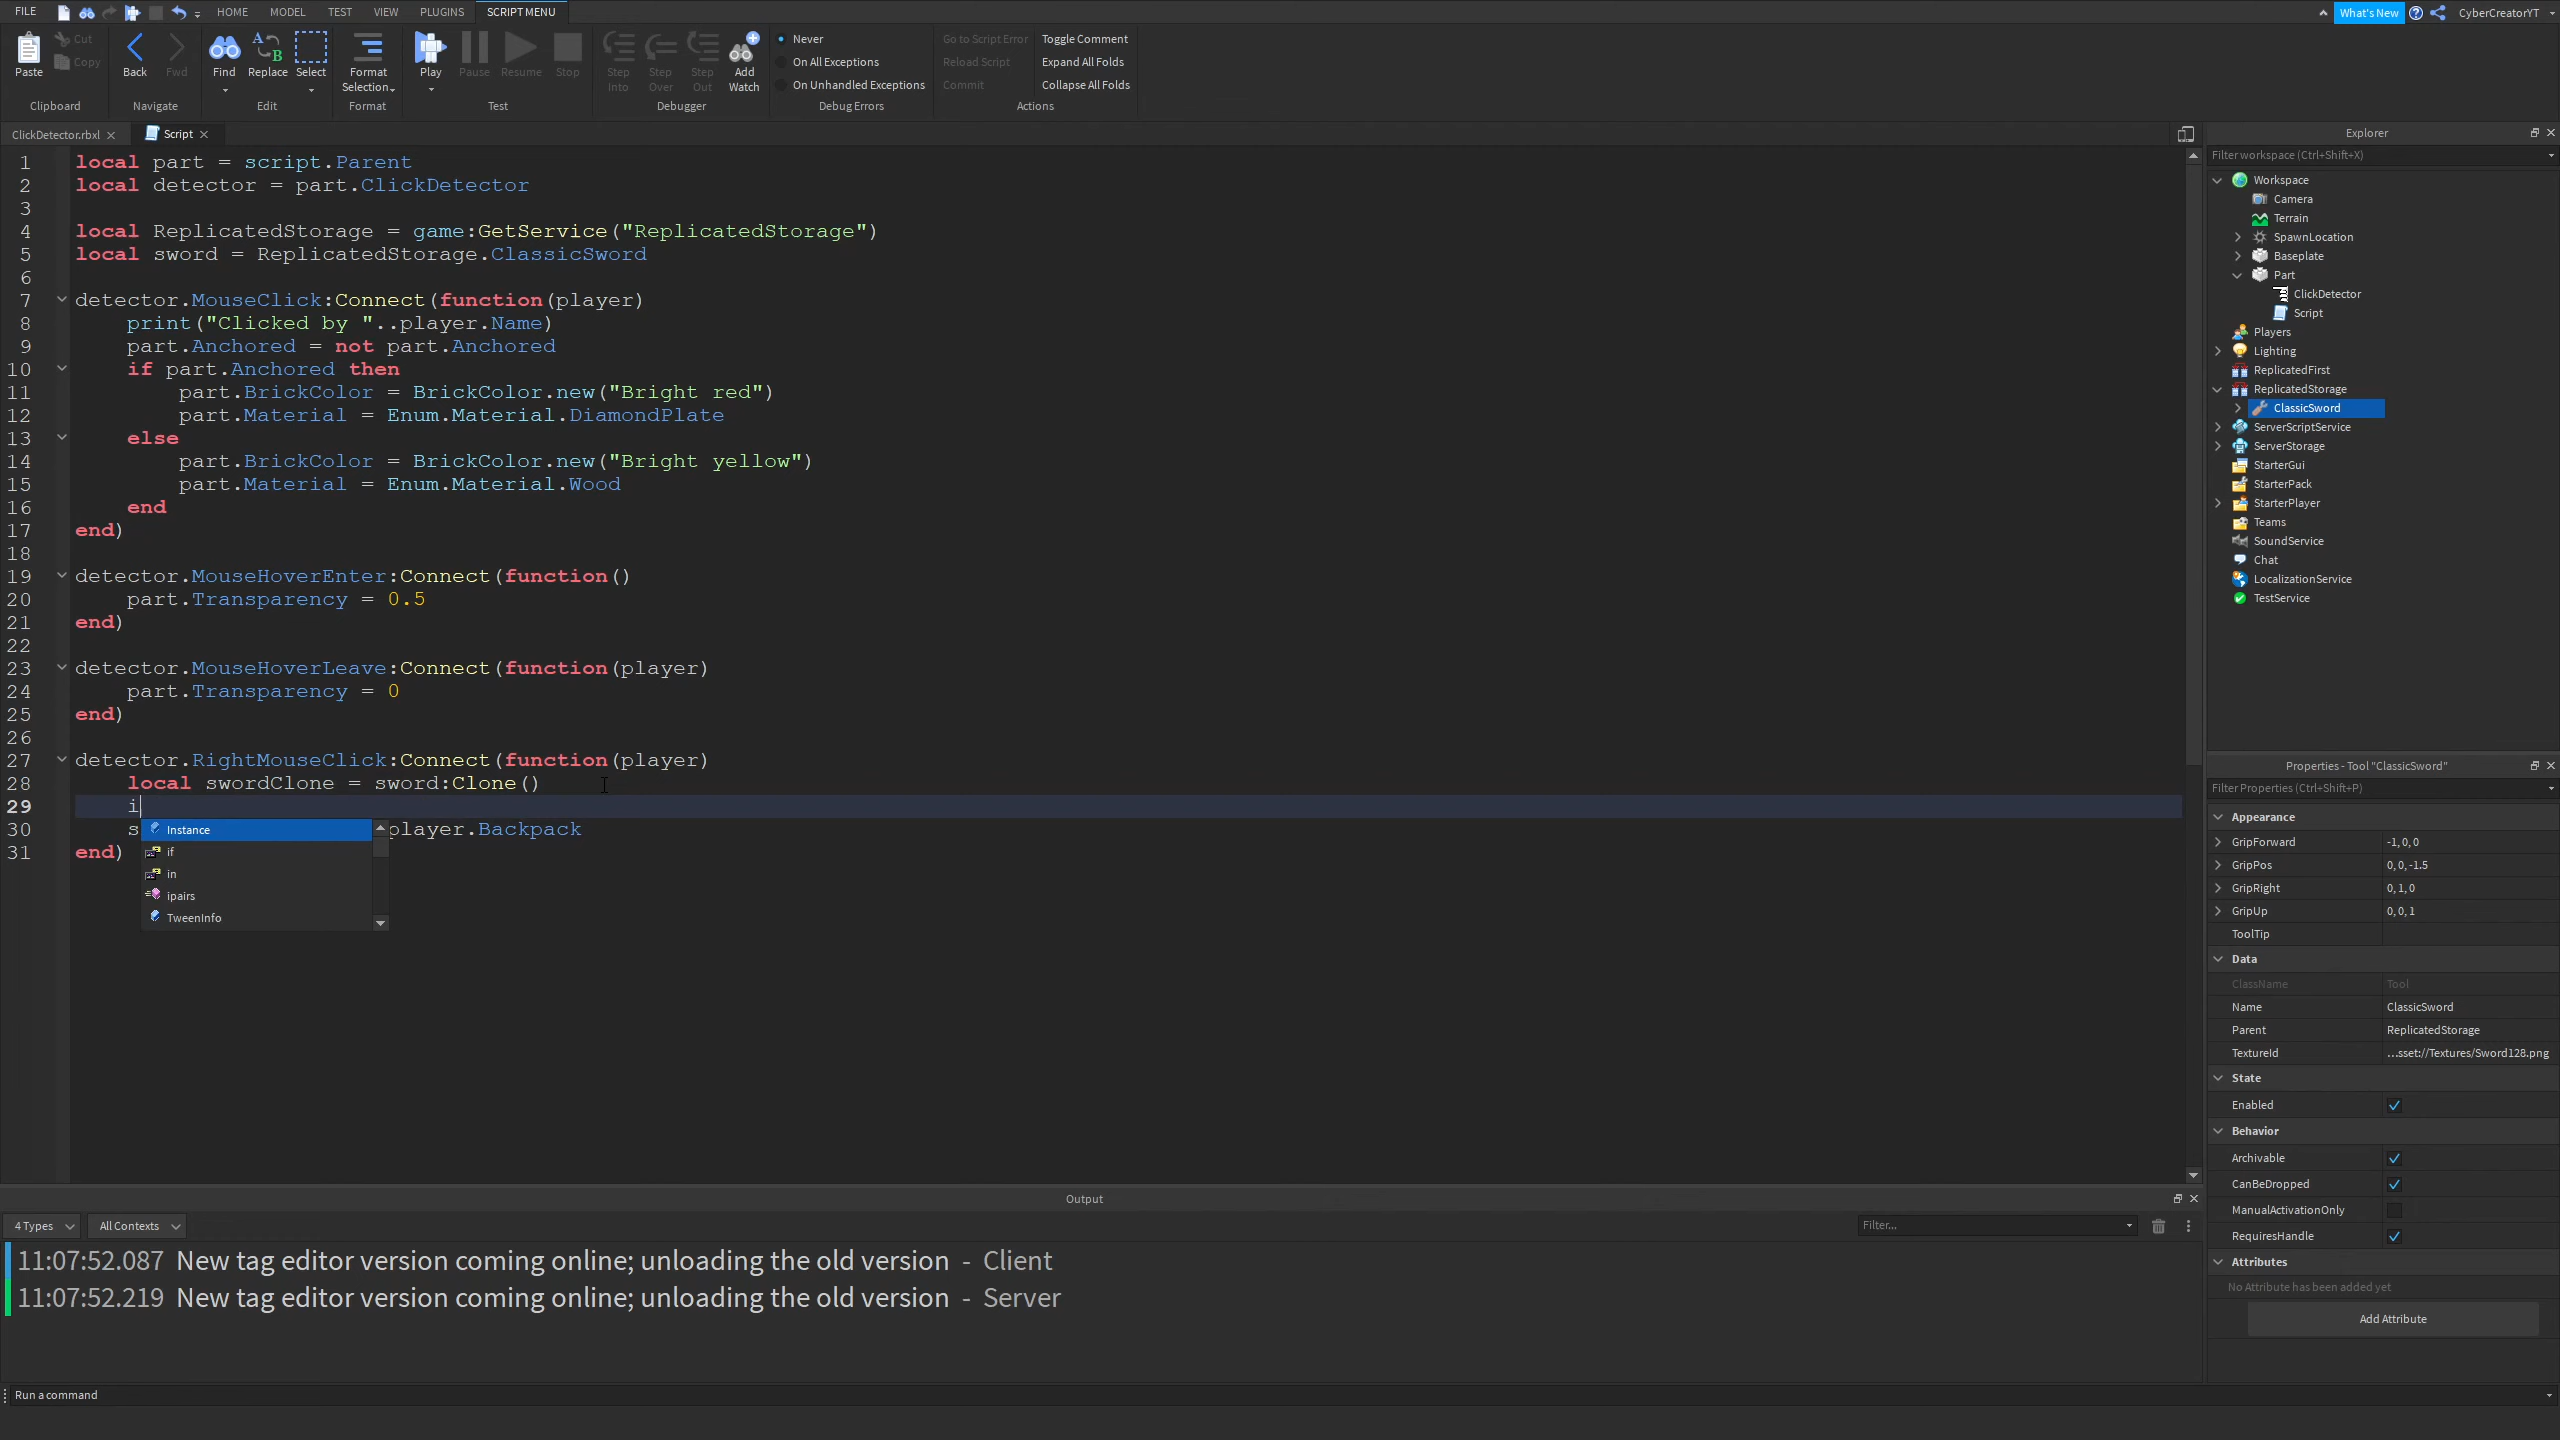 FILE HOME MODEL TEST VIEW PLUGINS SCRIPT MENU What's New CyberCreatorYT
Paste Cut Copy Clipboard
Back Fwd Navigate
Find Replace Select Edit
Format Selection Format
Play Pause Resume Stop Test
Step Into Step Over Step Out Add Watch Debugger
Never
On All Exceptions
On Unhandled Exceptions
Debug Errors
Go to Script Error
Reload Script
Commit
Toggle Comment
Expand All Folds
Collapse All Folds
Actions
ClickDetector.rbxl Script
1 local part = script.Parent
2 local detector = part.ClickDetector
3
4 local ReplicatedStorage = game:GetService("ReplicatedStorage")
5 local sword = ReplicatedStorage.ClassicSword
6
7 detector.MouseClick:Connect(function(player)
8 print("Clicked by "..player.Name)
9 part.Anchored = not part.Anchored
10 if part.Anchored then
11 part.BrickColor = BrickColor.new("Bright red")
12 part.Material = Enum.Material.DiamondPlate
13 else
14 part.BrickColor = BrickColor.new("Bright yellow")
15 part.Material = Enum.Material.Wood
16 end
17 end)
18
19 detector.MouseHoverEnter:Connect(function()
20 part.Transparency = 0.5
21 end)
22
23 detector.MouseHoverLeave:Connect(function(player)
24 part.Transparency = 0
25 end)
26
27 detector.RightMouseClick:Connect(function(player)
28 local swordClone = sword:Clone()
29 i
30 s player.Backpack
31 end)
Instance
if
in
ipairs
TweenInfo
Explorer
Filter workspace (Ctrl+Shift+X)
Workspace
Camera
Terrain
SpawnLocation
Baseplate
Part
ClickDetector
Script
Players
Lighting
ReplicatedFirst
ReplicatedStorage
ClassicSword
ServerScriptService
ServerStorage
StarterGui
StarterPack
StarterPlayer
Teams
SoundService
Chat
LocalizationService
TestService
Properties - Tool "ClassicSword"
Filter Properties (Ctrl+Shift+P)
Appearance
GripForward -1, 0, 0
GripPos 0, 0, -1.5
GripRight 0, 1, 0
GripUp 0, 0, 1
ToolTip
Data
ClassName Tool
Name ClassicSword
Parent ReplicatedStorage
TextureId ...sset://Textures/Sword128.png
State
Enabled
Behavior
Archivable
CanBeDropped
ManualActivationOnly
RequiresHandle
Attributes
No Attribute has been added yet
Add Attribute
Output
4 Types All Contexts Filter...
11:07:52.087 New tag editor version coming online; unloading the old version - Client
11:07:52.219 New tag editor version coming online; unloading the old version - Server
Run a command